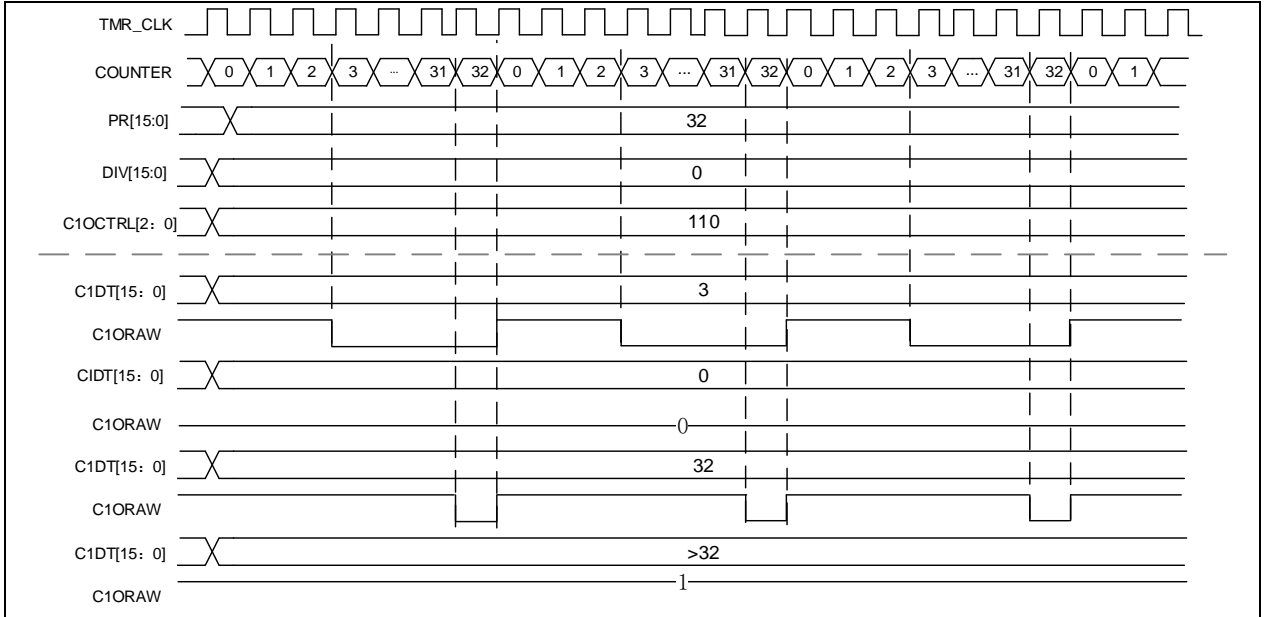 TMR_CLK
COUNTER 0 1 2 3 ... 31 32 0 1 2 3 ... 31 32 0 1 2 3 ... 31 32 0 1
PR[15:0] 32
DIV[15:0] 0
C1OCTRL[2：0] 110
C1DT[15：0] 3
C1ORAW
CIDT[15：0] 0
C1ORAW 0
C1DT[15：0] 32
C1ORAW
C1DT[15：0] >32
C1ORAW 1